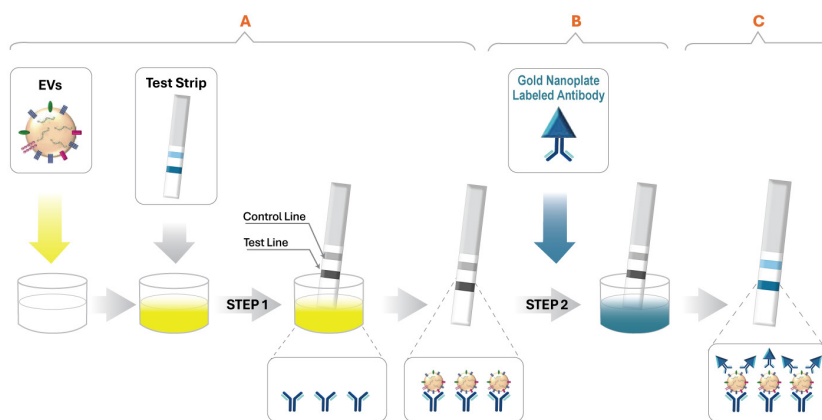 A
B
C
EVs
Test Strip
Gold Nanoplate
Labeled Antibody
Control Line
Test Line
STEP 1
STEP 2